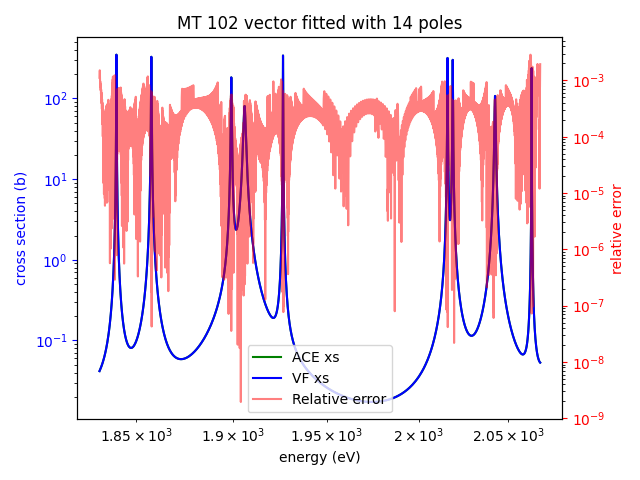 MT 102 vector fitted with 14 poles
cross section (b)
10²
10¹
10⁰
10⁻¹
10⁻³
10⁻⁴
10⁻⁵
10⁻⁶
10⁻⁷
10⁻⁸
10⁻⁹
relative error
ACE xs
VF xs
Relative error
1.85 × 10³ 1.9 × 10³ 1.95 × 10³ 2 × 10³ 2.05 × 10³
energy (eV)